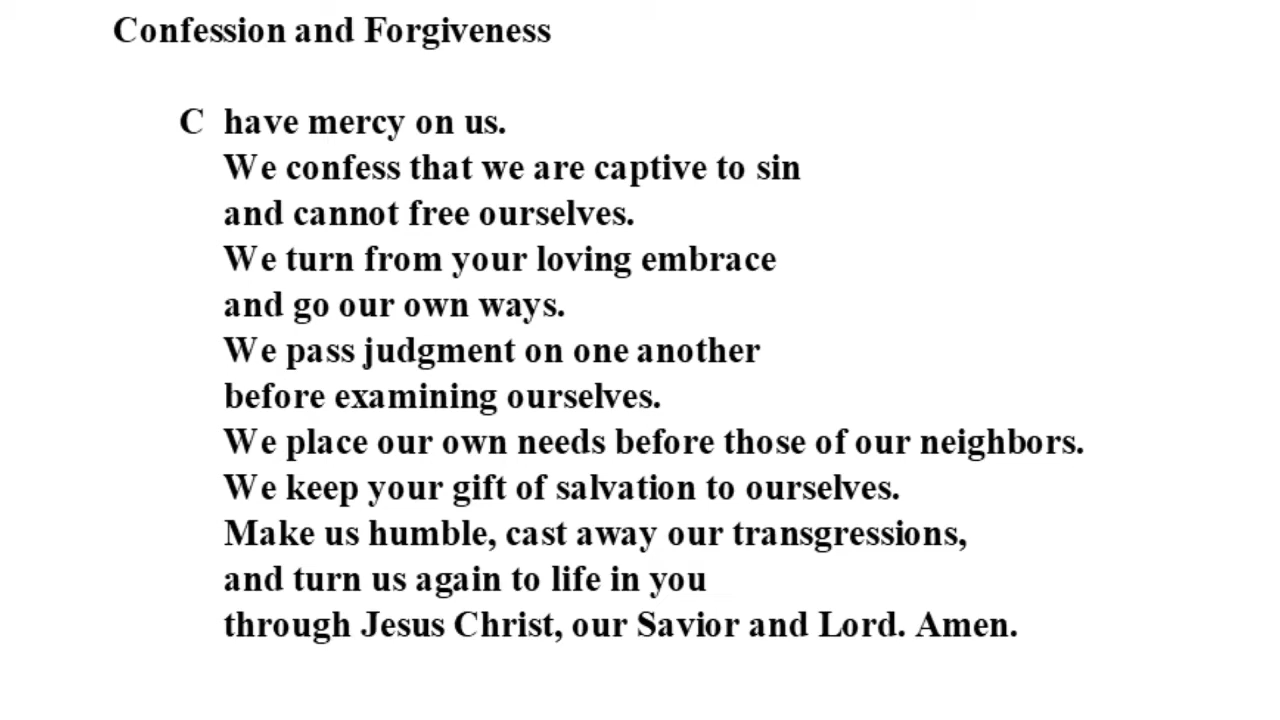 Confession and Forgiveness
C have mercy on us.
We confess that we are captive to sin
and cannot free ourselves.
We turn from your loving embrace
and go our own ways.
We pass judgment on one another
before examining ourselves.
We place our own needs before those of our neighbors.
We keep your gift of salvation to ourselves.
Make us humble, cast away our transgressions,
and turn us again to life in you
through Jesus Christ, our Savior and Lord. Amen.